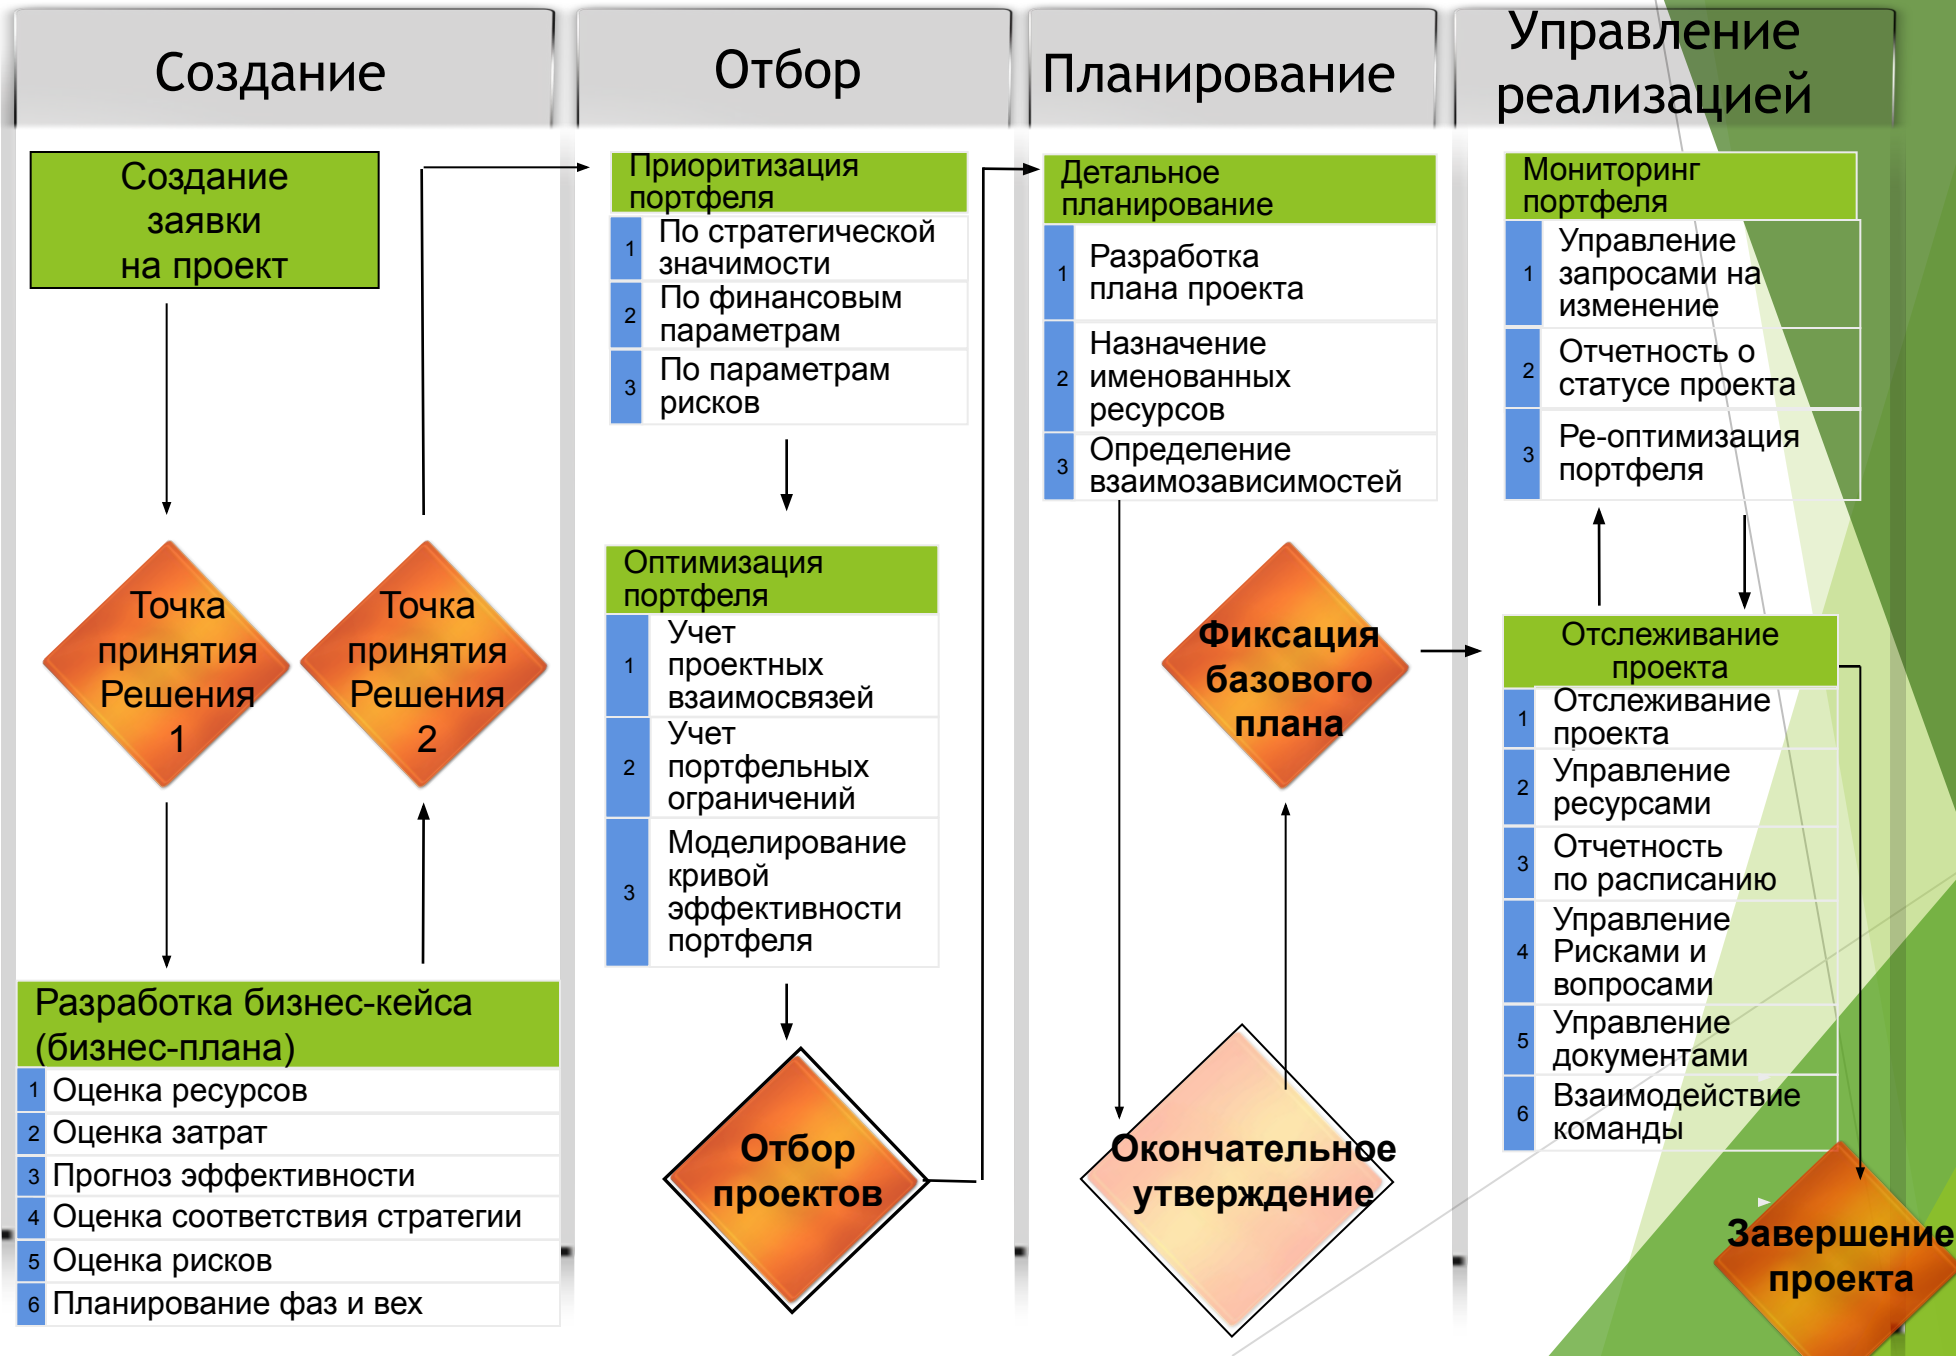 Создание
Создание
заявки
на проект
Точка
принятия
Решения
1
Точка
принятия
Решения
2
Разработка бизнес-кейса
(бизнес-плана)
1 Оценка ресурсов
2 Оценка затрат
3 Прогноз эффективности
4 Оценка соответствия стратегии
5 Оценка рисков
6 Планирование фаз и вех
Отбор
Приоритизация
портфеля
1 По стратегической
значимости
2 По финансовым
параметрам
3 По параметрам
рисков
Оптимизация
портфеля
1 Учет
проектных
взаимосвязей
2 Учет
портфельных
ограничений
3 Моделирование
кривой
эффективности
портфеля
Отбор
проектов
Планирование
Детальное
планирование
1 Разработка
плана проекта
2 Назначение
именованных
ресурсов
3 Определение
взаимозависимостей
Фиксация
базового
плана
Окончательное
утверждение
Управление
реализацией
Мониторинг
портфеля
1 Управление
запросами на
изменение
2 Отчетность о
статусе проекта
3 Ре-оптимизация
портфеля
Отслеживание
проекта
1 Отслеживание
проекта
2 Управление
ресурсами
3 Отчетность
по расписанию
4 Управление
Рисками и
вопросами
5 Управление
документами
6 Взаимодействие
команды
Завершение
проекта